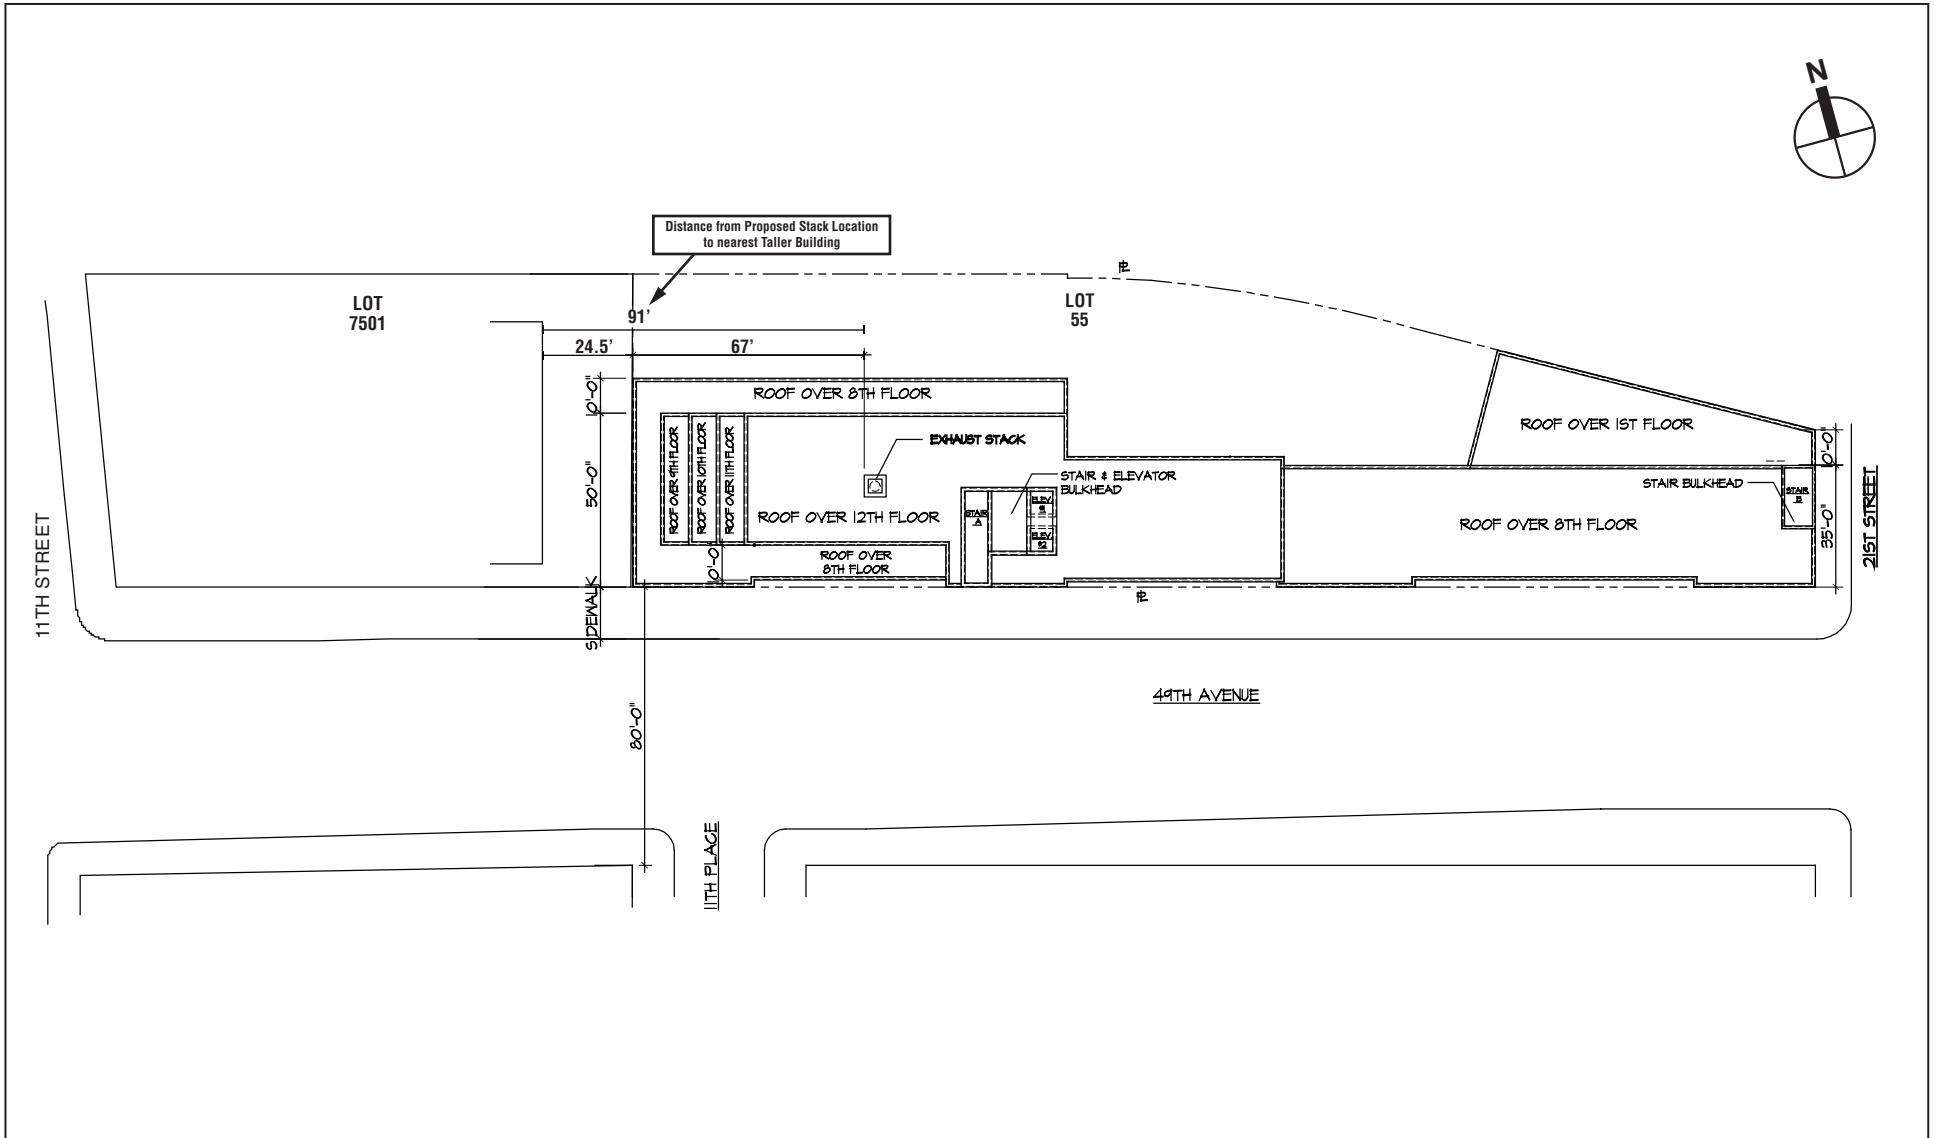 N
Distance from Proposed Stack Location
to nearest Taller Building
LOT
7501
91'
LOT
55
24.5'
67'
ROOF OVER 8TH FLOOR
EXHAUST STACK
ROOF OVER 1ST FLOOR
0'-0"
50'-0"
ROOF OVER 9TH FLOOR
ROOF OVER 10TH FLOOR
ROOF OVER 11TH FLOOR
STAIR & ELEVATOR
BULKHEAD
STAIR BULKHEAD
0'-0"
35'-0"
21ST STREET
STAIR
A
ELEV
#1
ELEV
#2
STAIR
B
ROOF OVER 12TH FLOOR
ROOF OVER 8TH FLOOR
ROOF OVER
8TH FLOOR
0'-0"
11TH STREET
SIDEWALK
80'-0"
49TH AVENUE
11TH PLACE